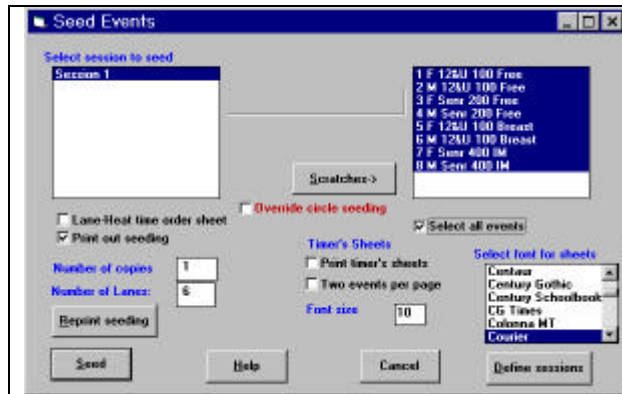 Seed Events
Select session to seed
Session 1
1 F 12&U 100 Free
2 M 12&U 100 Free
3 F Senr 200 Free
4 M Senr 200 Free
5 F 12&U 100 Breast
6 M 12&U 100 Breast
7 F Senr 400 IM
8 M Senr 400 IM
Scratches->
Override circle seeding
Lane-Heat time order sheet
Print out seeding
Select all events
Number of copies 1
Number of Lanes: 6
Reprint seeding
Timer's Sheets
Print timer's sheets
Two events per page
Font size 10
Select font for sheets
Centaur
Century Gothic
Century Schoolbook
CG Times
Colonna MT
Courier
Seed
Help
Cancel
Define sessions